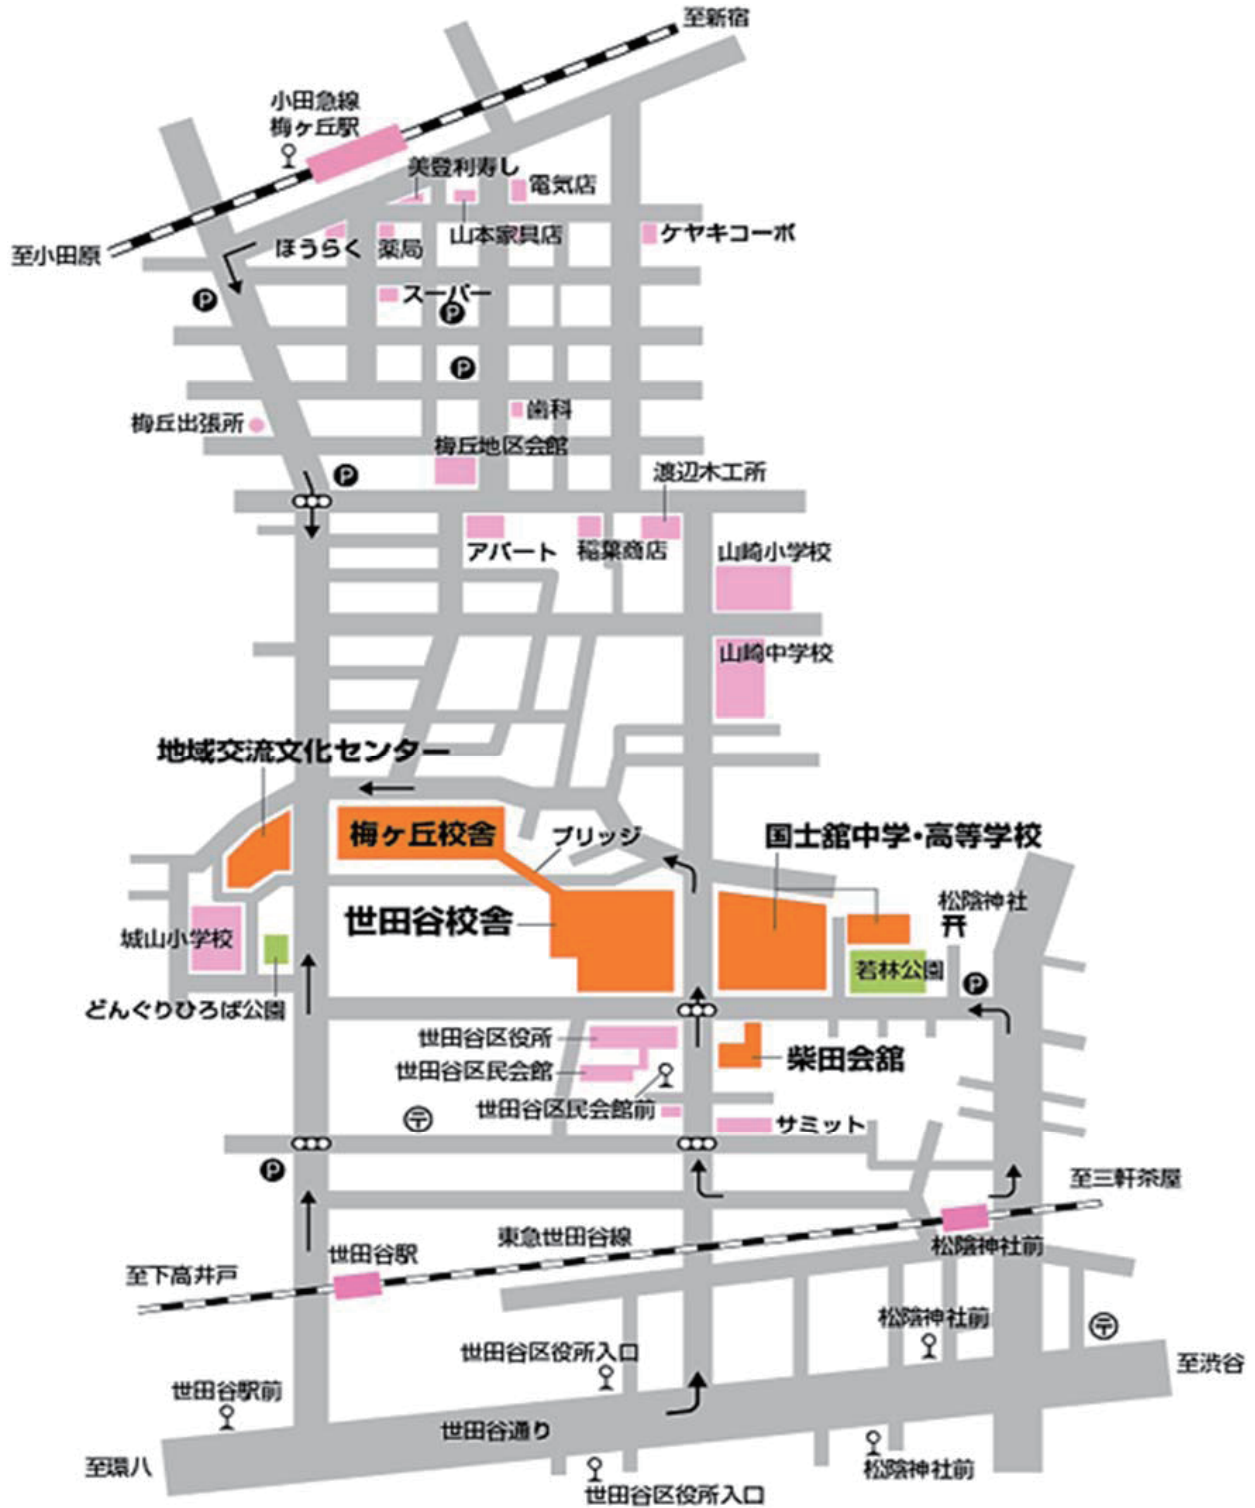 至新宿
小田急線
梅ヶ丘駅
美登利寿し
電気店
至小田原
ほうらく
薬局
山本家具店
ケヤキコーポ
P
スーパー
P
P
歯科
梅丘出張所
梅丘地区会館
P
渡辺木工所
アパート
稲葉商店
山崎小学校
山崎中学校
地域交流文化センター
梅ヶ丘校舎
ブリッジ
国士舘中学・高等学校
世田谷校舎
松陰神社
城山小学校
若林公園
P
どんぐりひろば公園
世田谷区役所
柴田会舘
世田谷区民会館
世田谷区民会館前
〒
サミット
P
至三軒茶屋
東急世田谷線
松陰神社前
世田谷駅
至下高井戸
松陰神社前
〒
世田谷区役所入口
至渋谷
世田谷駅前
世田谷通り
至環八
松陰神社前
世田谷区役所入口